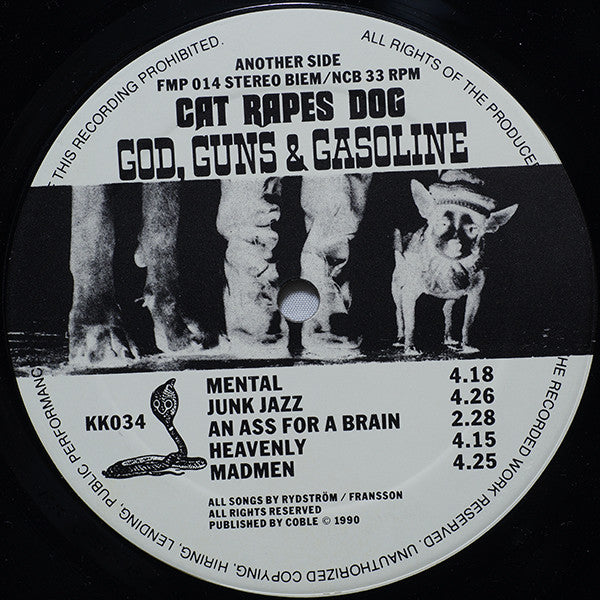 ANOTHER SIDE
FMP 014 STEREO BIEM/NCB 33 RPM
CAT RAPES DOG
GOD, GUNS & GASOLINE
KK034
MENTAL 4.18
JUNK JAZZ 4.26
AN ASS FOR A BRAIN 2.28
HEAVENLY 4.15
MADMEN 4.25
ALL SONGS BY RYDSTRÖM / FRANSSON
ALL RIGHTS RESERVED
PUBLISHED BY COBLE © 1990
ALL RIGHTS OF THE PRODUCER
THE RECORDED WORK RESERVED. UNAUTHORIZED COPYING, HIRING, LENDING, PUBLIC PERFORMANC
F THIS RECORDING PROHIBITED.